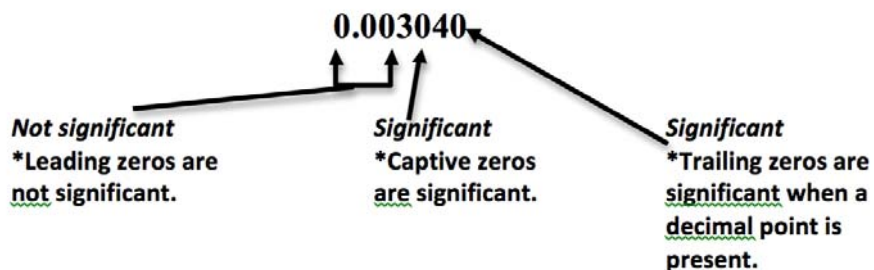 0.003040
Not significant
*Leading zeros are
not significant.
Significant
*Captive zeros
are significant.
Significant
*Trailing zeros are
significant when a
decimal point is
present.